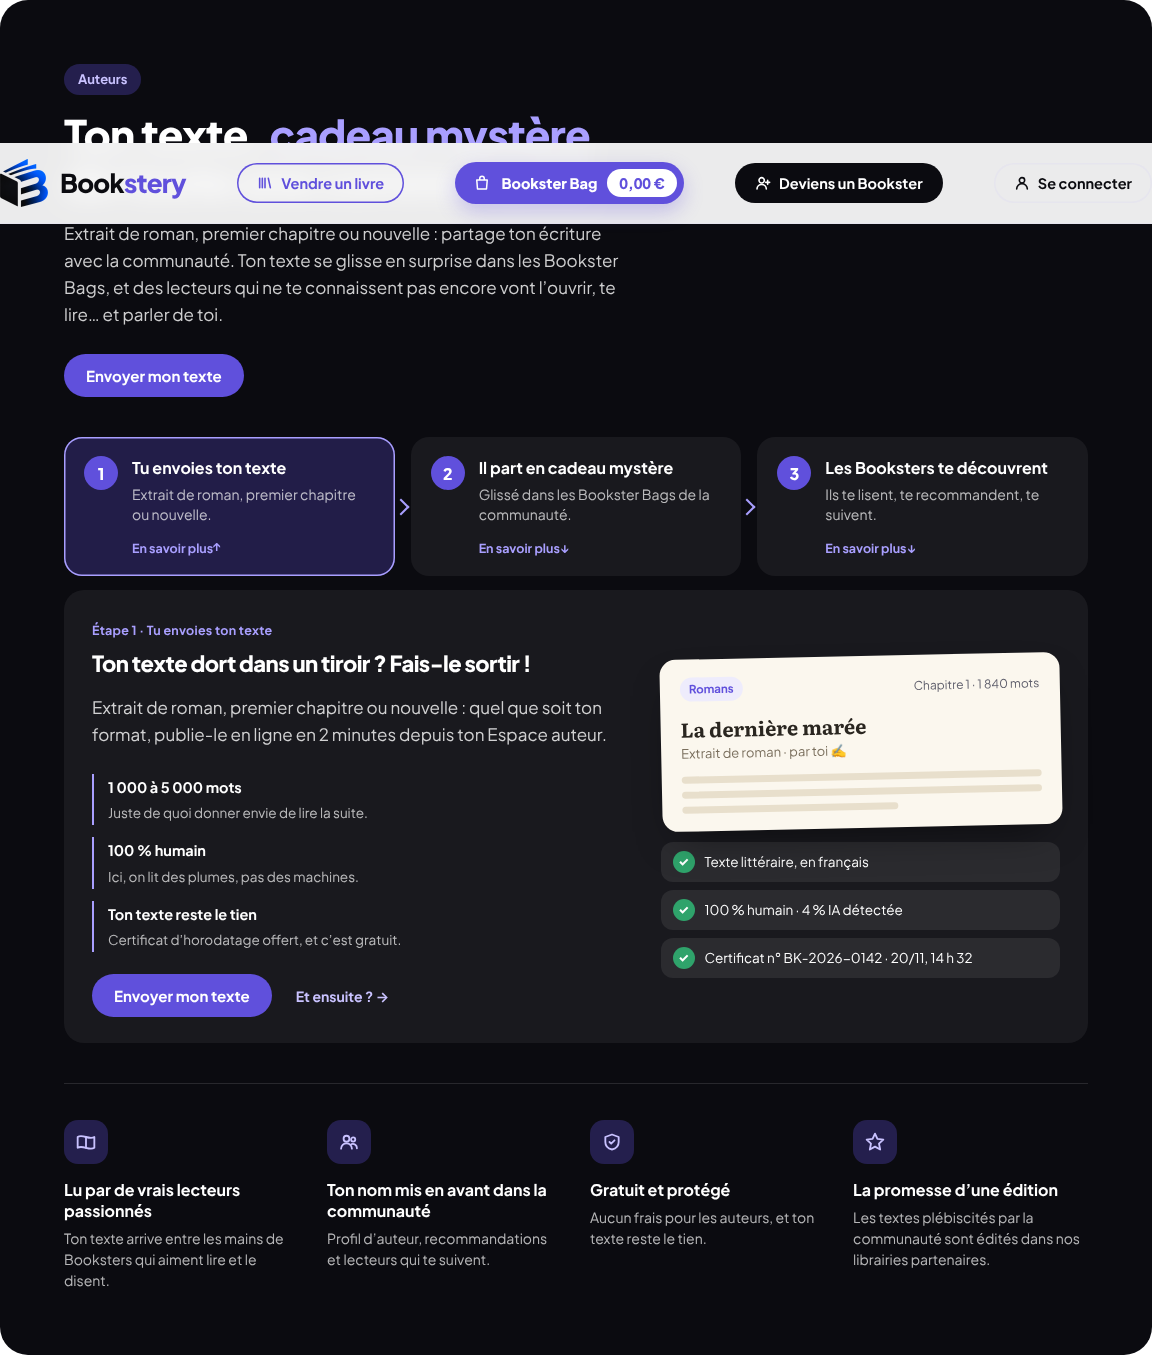 Auteurs
Ton texte, cadeau mystère
Bookstery
Vendre un livre
Bookster Bag 0,00 €
Deviens un Bookster
Se connecter
Extrait de roman, premier chapitre ou nouvelle : partage ton écriture
avec la communauté. Ton texte se glisse en surprise dans les Bookster
Bags, et des lecteurs qui ne te connaissent pas encore vont l’ouvrir, te
lire… et parler de toi.
Envoyer mon texte
1
Tu envoies ton texte
Extrait de roman, premier chapitre
ou nouvelle.
En savoir plus↑
2
Il part en cadeau mystère
Glissé dans les Bookster Bags de la
communauté.
En savoir plus↓
3
Les Booksters te découvrent
Ils te lisent, te recommandent, te
suivent.
En savoir plus↓
Étape 1 · Tu envoies ton texte
Ton texte dort dans un tiroir ? Fais-le sortir !
Extrait de roman, premier chapitre ou nouvelle : quel que soit ton
format, publie-le en ligne en 2 minutes depuis ton Espace auteur.
1 000 à 5 000 mots
Juste de quoi donner envie de lire la suite.
100 % humain
Ici, on lit des plumes, pas des machines.
Ton texte reste le tien
Certificat d’horodatage offert, et c’est gratuit.
Envoyer mon texte
Et ensuite ? →
Romans
Chapitre 1 · 1 840 mots
La dernière marée
Extrait de roman · par toi ✍️
Texte littéraire, en français
100 % humain · 4 % IA détectée
Certificat n° BK-2026-0142 · 20/11, 14 h 32
Lu par de vrais lecteurs
passionnés
Ton texte arrive entre les mains de
Booksters qui aiment lire et le
disent.
Ton nom mis en avant dans la
communauté
Profil d’auteur, recommandations
et lecteurs qui te suivent.
Gratuit et protégé
Aucun frais pour les auteurs, et ton
texte reste le tien.
La promesse d’une édition
Les textes plébiscités par la
communauté sont édités dans nos
librairies partenaires.